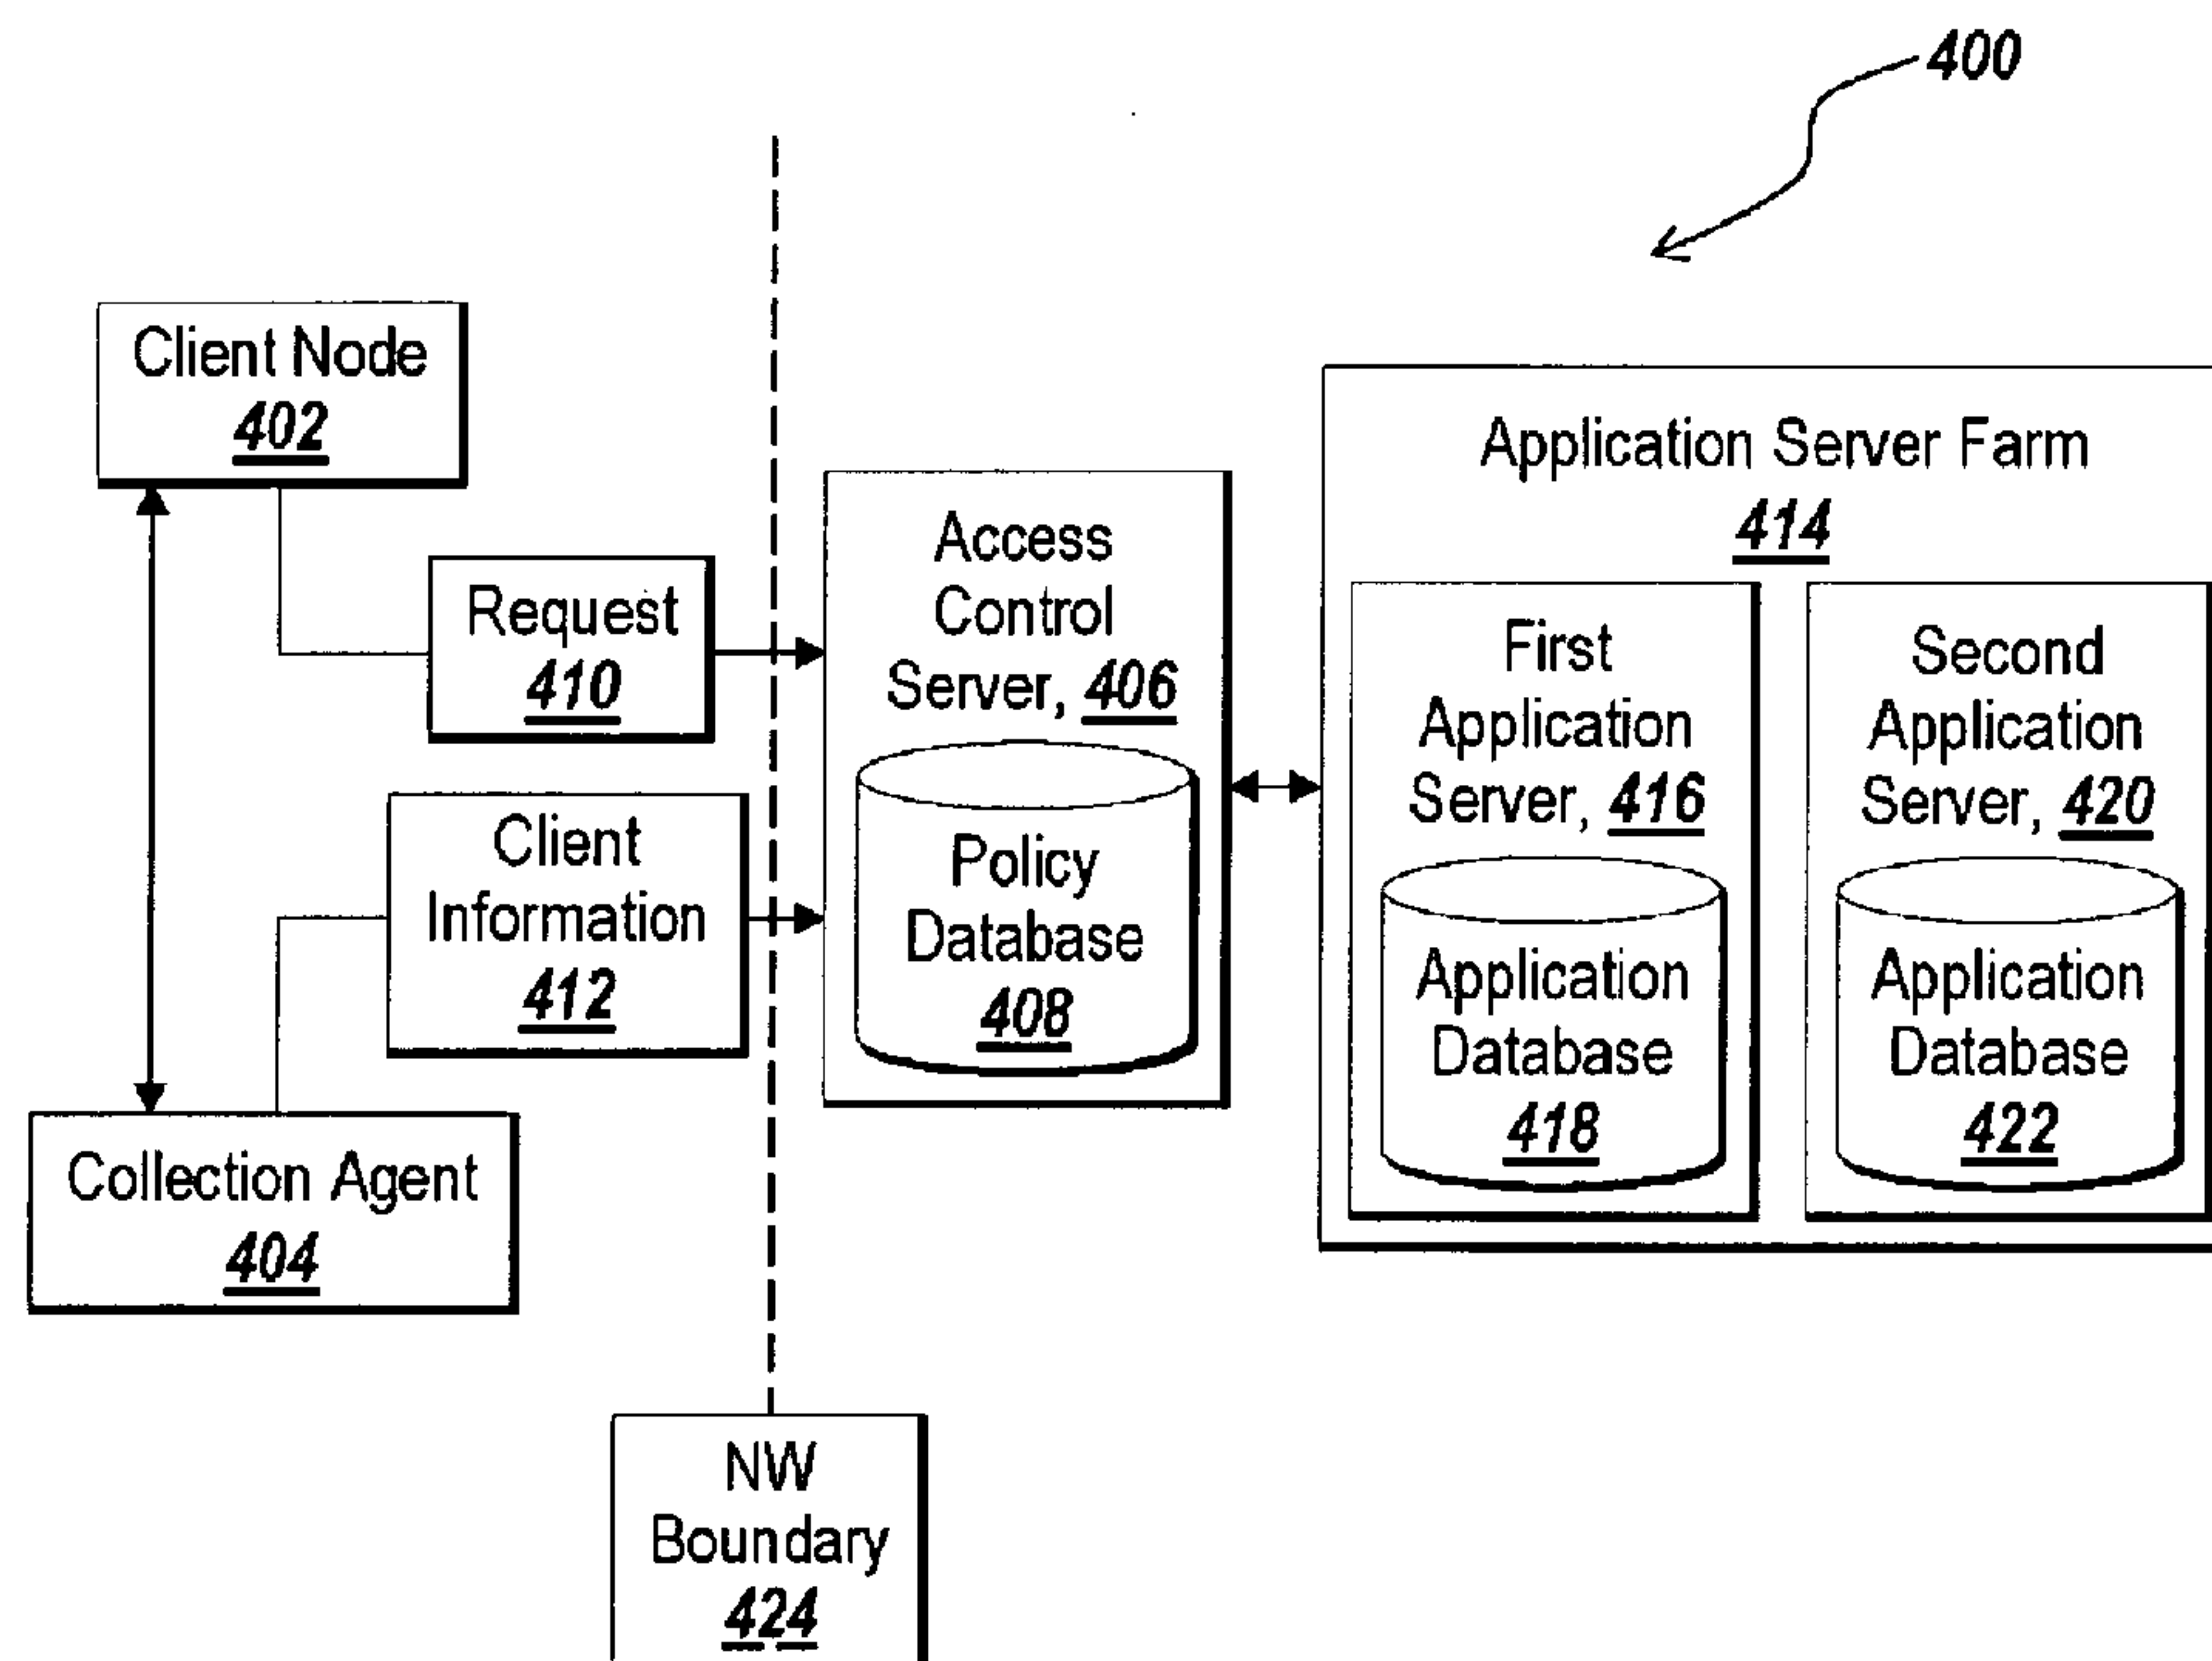 400
Client Node
402
Request
410
Client
Information
412
Collection Agent
404
Access
Control
Server, 406
Policy
Database
408
Application Server Farm
414
First
Application
Server, 416
Application
Database
418
Second
Application
Server, 420
Application
Database
422
NW
Boundary
424